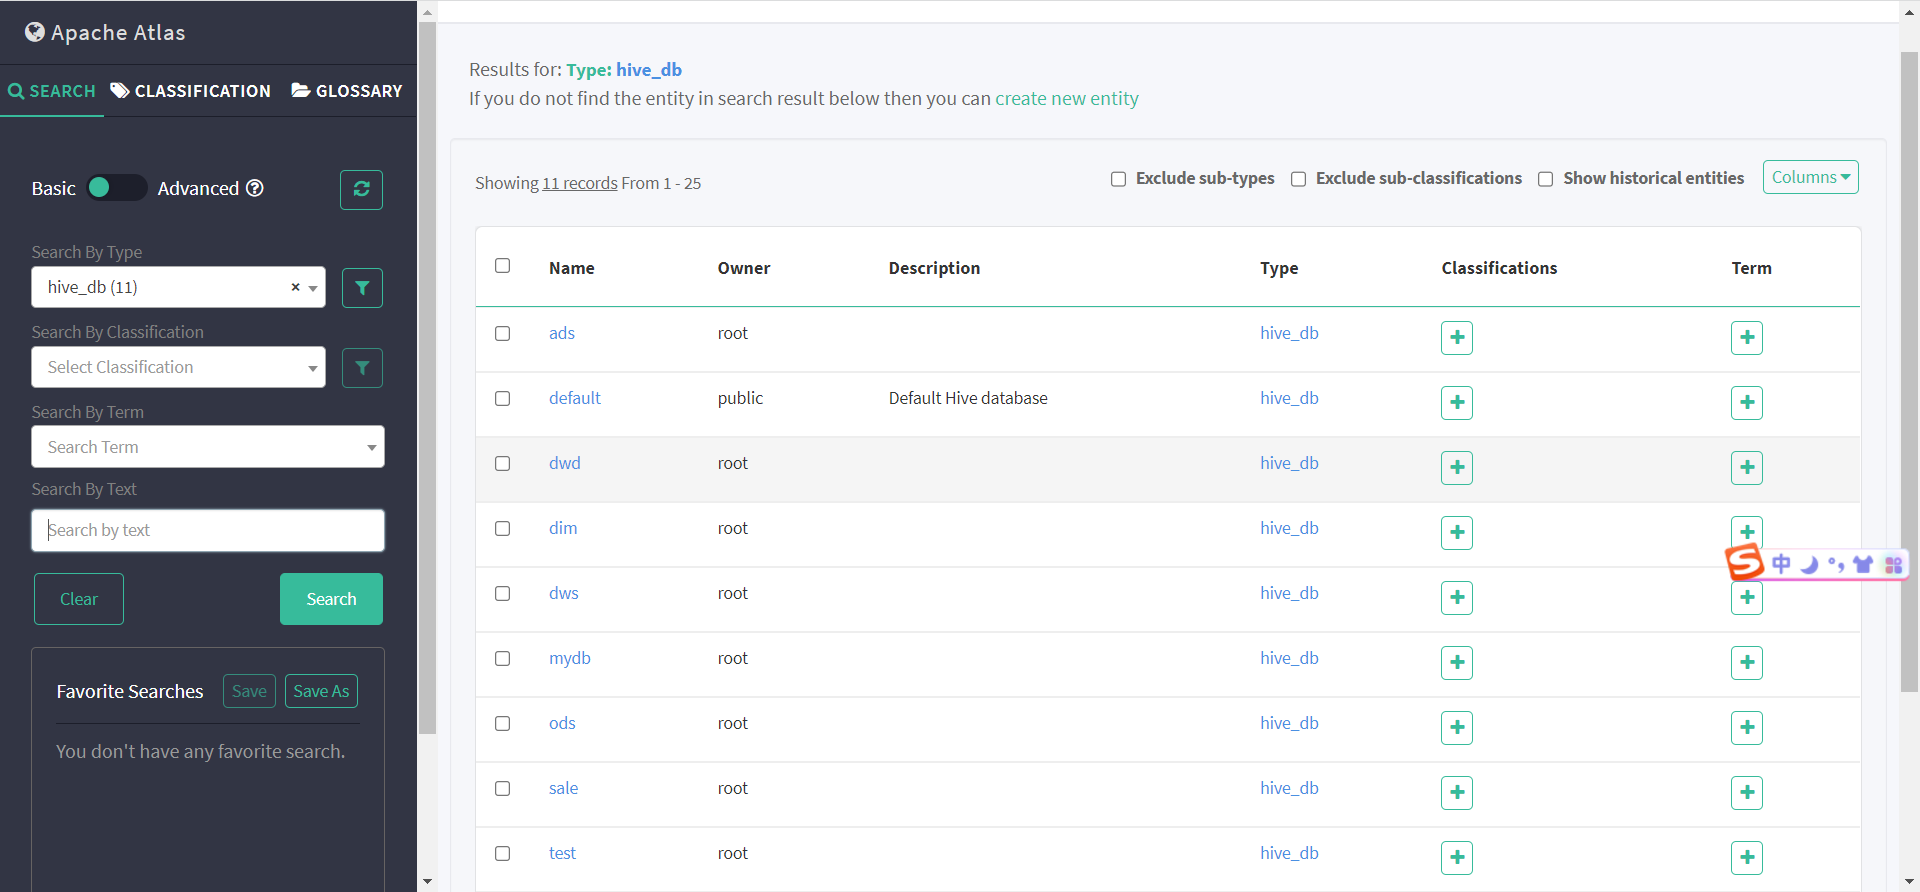 Apache Atlas
SEARCH CLASSIFICATION GLOSSARY
Basic Advanced
Search By Type
hive_db (11) ×
Search By Classification
Select Classification
Search By Term
Search Term
Search By Text
Search by text
Clear Search
Favorite Searches Save Save As
You don't have any favorite search.
Results for: Type: hive_db
If you do not find the entity in search result below then you can create new entity
Showing 11 records From 1 - 25
Exclude sub-types Exclude sub-classifications Show historical entities Columns
Name Owner Description Type Classifications Term
ads root hive_db
default public Default Hive database hive_db
dwd root hive_db
dim root hive_db
S 中
dws root hive_db
mydb root hive_db
ods root hive_db
sale root hive_db
test root hive_db